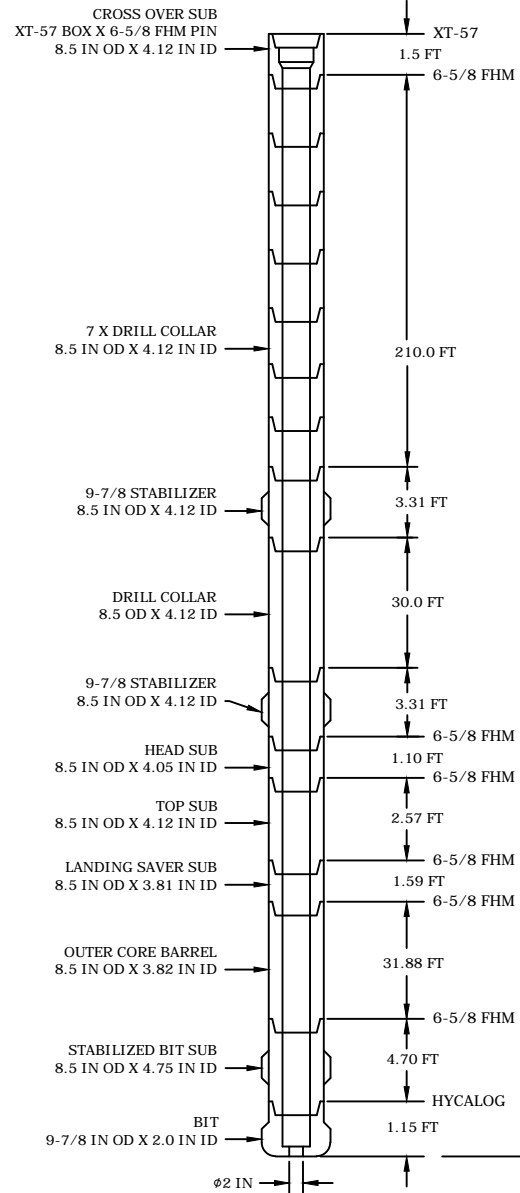 CROSS OVER SUB
XT-57 BOX X 6-5/8 FHM PIN
8.5 IN OD X 4.12 IN ID
XT-57
1.5 FT
6-5/8 FHM
7 X DRILL COLLAR
8.5 IN OD X 4.12 IN ID
210.0 FT
9-7/8 STABILIZER
8.5 IN OD X 4.12 ID
3.31 FT
DRILL COLLAR
8.5 OD X 4.12 ID
30.0 FT
9-7/8 STABILIZER
8.5 IN OD X 4.12 ID
3.31 FT
6-5/8 FHM
HEAD SUB
8.5 IN OD X 4.05 IN ID
1.10 FT
6-5/8 FHM
TOP SUB
8.5 IN OD X 4.12 IN ID
2.57 FT
6-5/8 FHM
LANDING SAVER SUB
8.5 IN OD X 3.81 IN ID
1.59 FT
6-5/8 FHM
OUTER CORE BARREL
8.5 IN OD X 3.82 IN ID
31.88 FT
6-5/8 FHM
STABILIZED BIT SUB
8.5 IN OD X 4.75 IN ID
4.70 FT
HYCALOG
BIT
9-7/8 IN OD X 2.0 IN ID
1.15 FT
ϕ2 IN